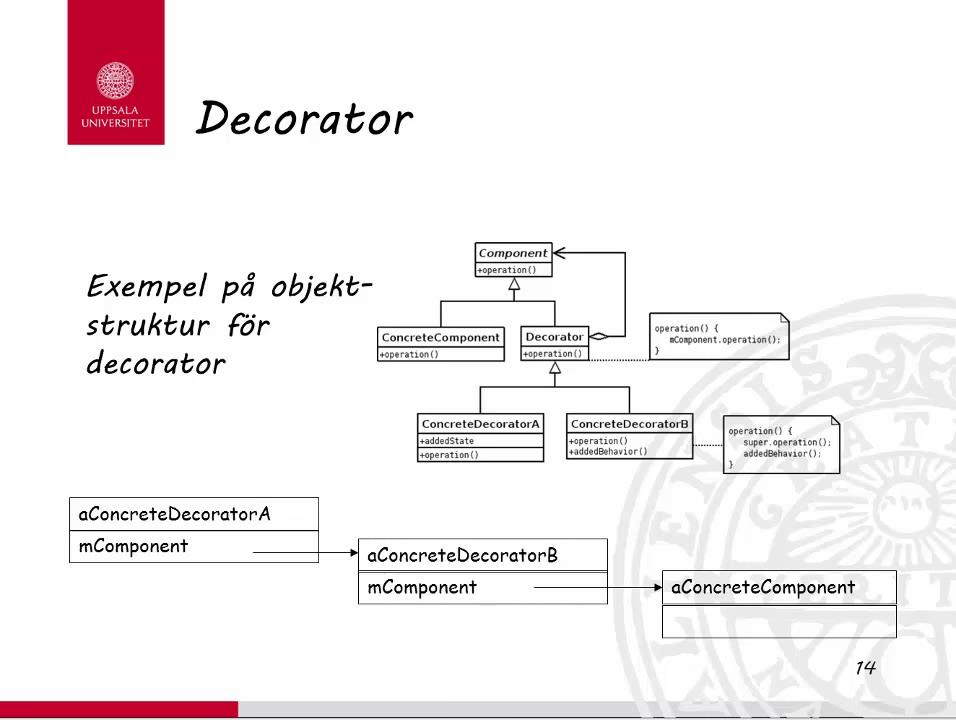 UPPSALA
UNIVERSITET
Decorator
Exempel på objekt-
struktur för
decorator
Component
+operation()
ConcreteComponent
+operation()
Decorator
+operation()
operation() {
mComponent.operation();
}
ConcreteDecoratorA
+addedState
+operation()
ConcreteDecoratorB
+operation()
+addedBehavior()
operation() {
super.operation();
addedBehavior();
}
aConcreteDecoratorA
mComponent
aConcreteDecoratorB
mComponent
aConcreteComponent
14